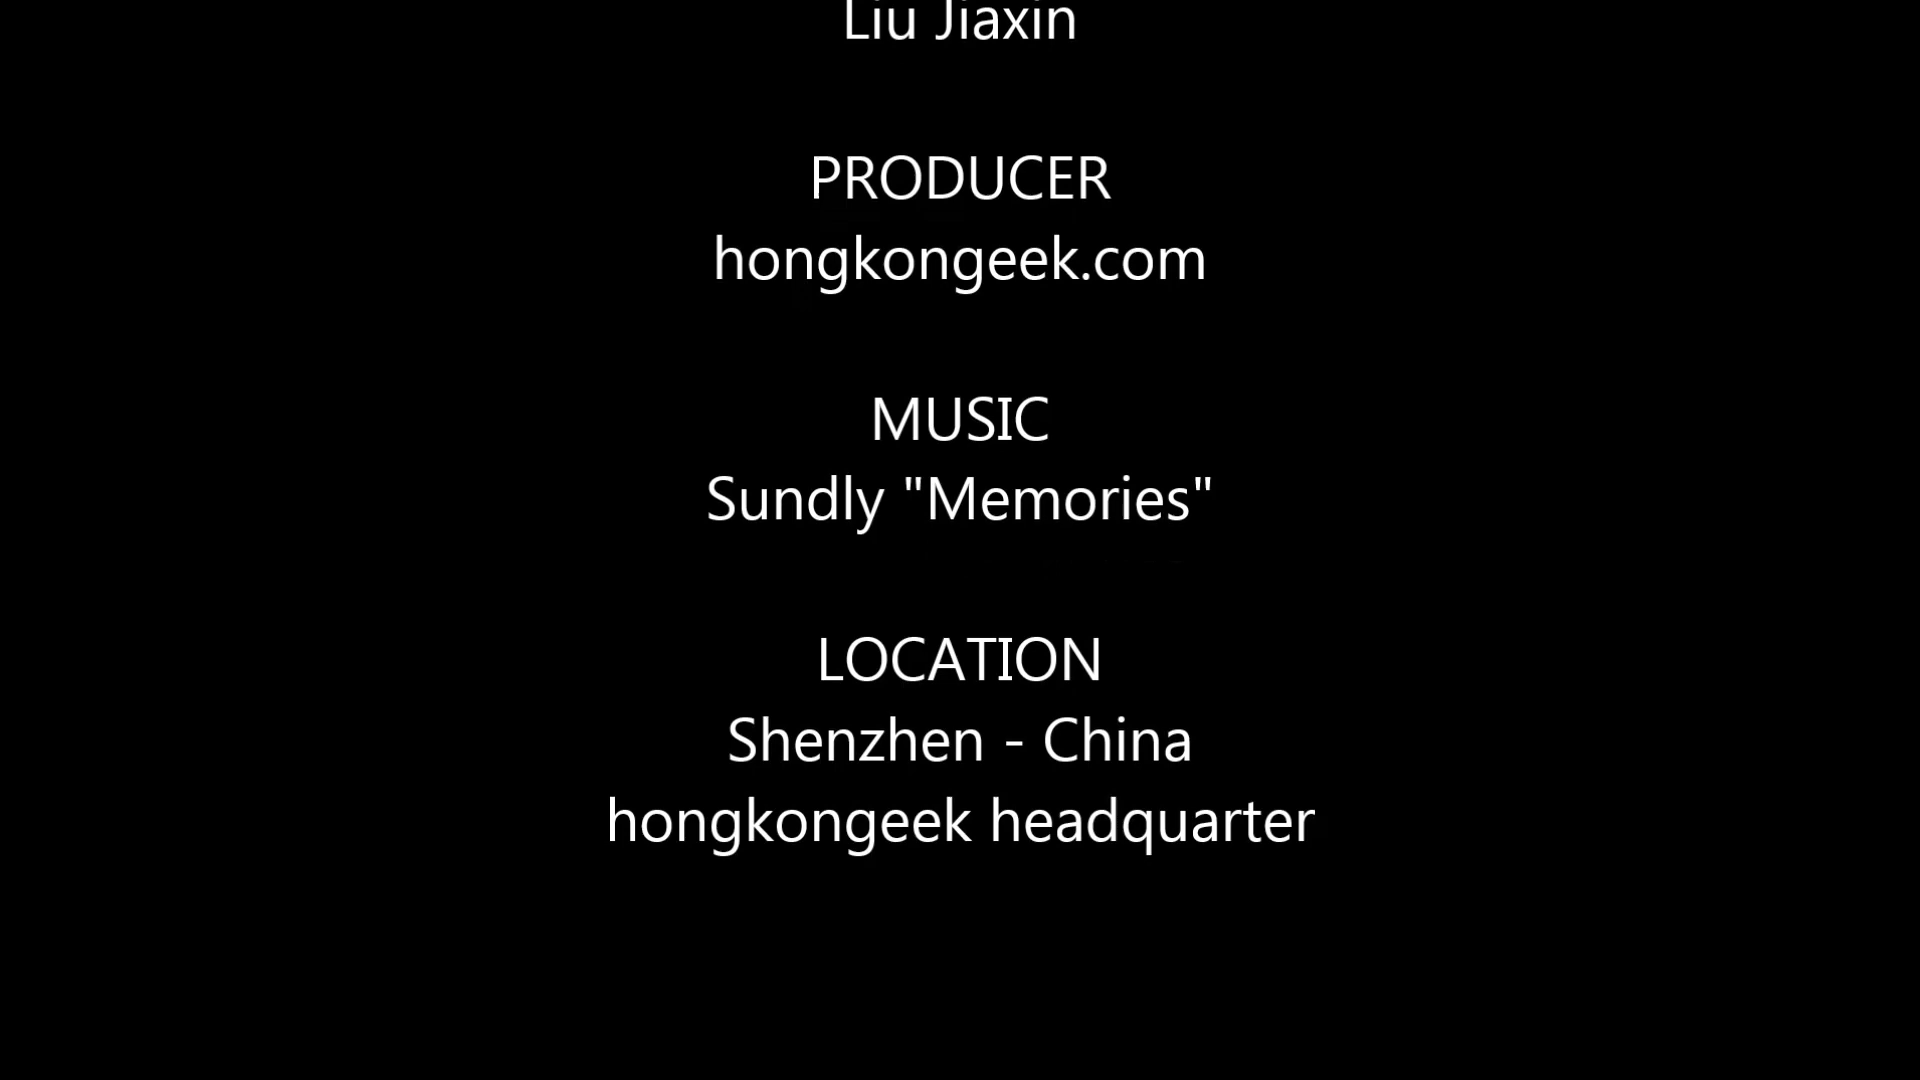 Liu Jiaxin
PRODUCER
hongkongeek.com
MUSIC
Sundly "Memories"
LOCATION
Shenzhen - China
hongkongeek headquarter